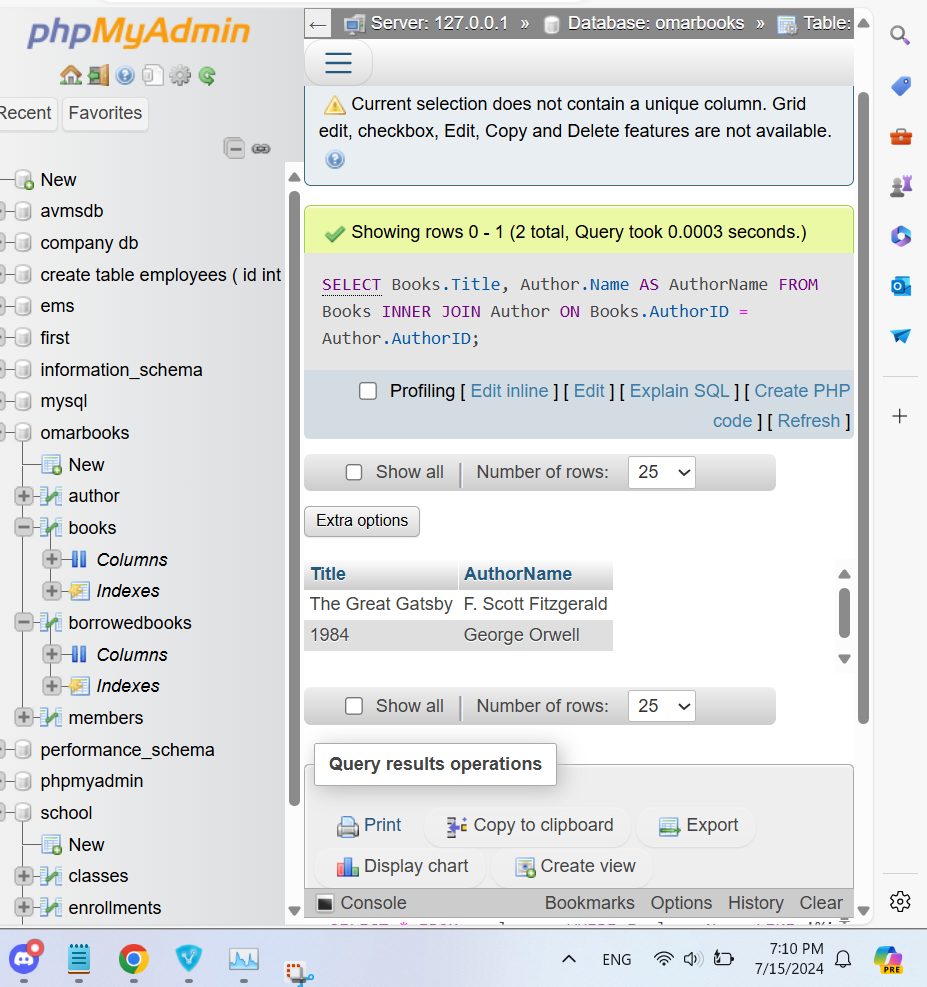 phpMyAdmin
Recent
Favorites
New
avmsdb
company db
create table employees ( id int
ems
first
information_schema
mysql
omarbooks
New
author
books
Columns
Indexes
borrowedbooks
Columns
Indexes
members
performance_schema
phpmyadmin
school
New
classes
enrollments
Server: 127.0.0.1 » Database: omarbooks » Table:
Current selection does not contain a unique column. Grid
edit, checkbox, Edit, Copy and Delete features are not available.
Showing rows 0 - 1 (2 total, Query took 0.0003 seconds.)
SELECT Books.Title, Author.Name AS AuthorName FROM
Books INNER JOIN Author ON Books.AuthorID =
Author.AuthorID;
Profiling [ Edit inline ] [ Edit ] [ Explain SQL ] [ Create PHP
code ] [ Refresh ]
Show all | Number of rows: 25
Extra options
Title AuthorName
The Great Gatsby F. Scott Fitzgerald
1984 George Orwell
Show all | Number of rows: 25
Query results operations
Print Copy to clipboard Export
Display chart Create view
Console Bookmarks Options History Clear
ENG
7:10 PM
7/15/2024
PRE